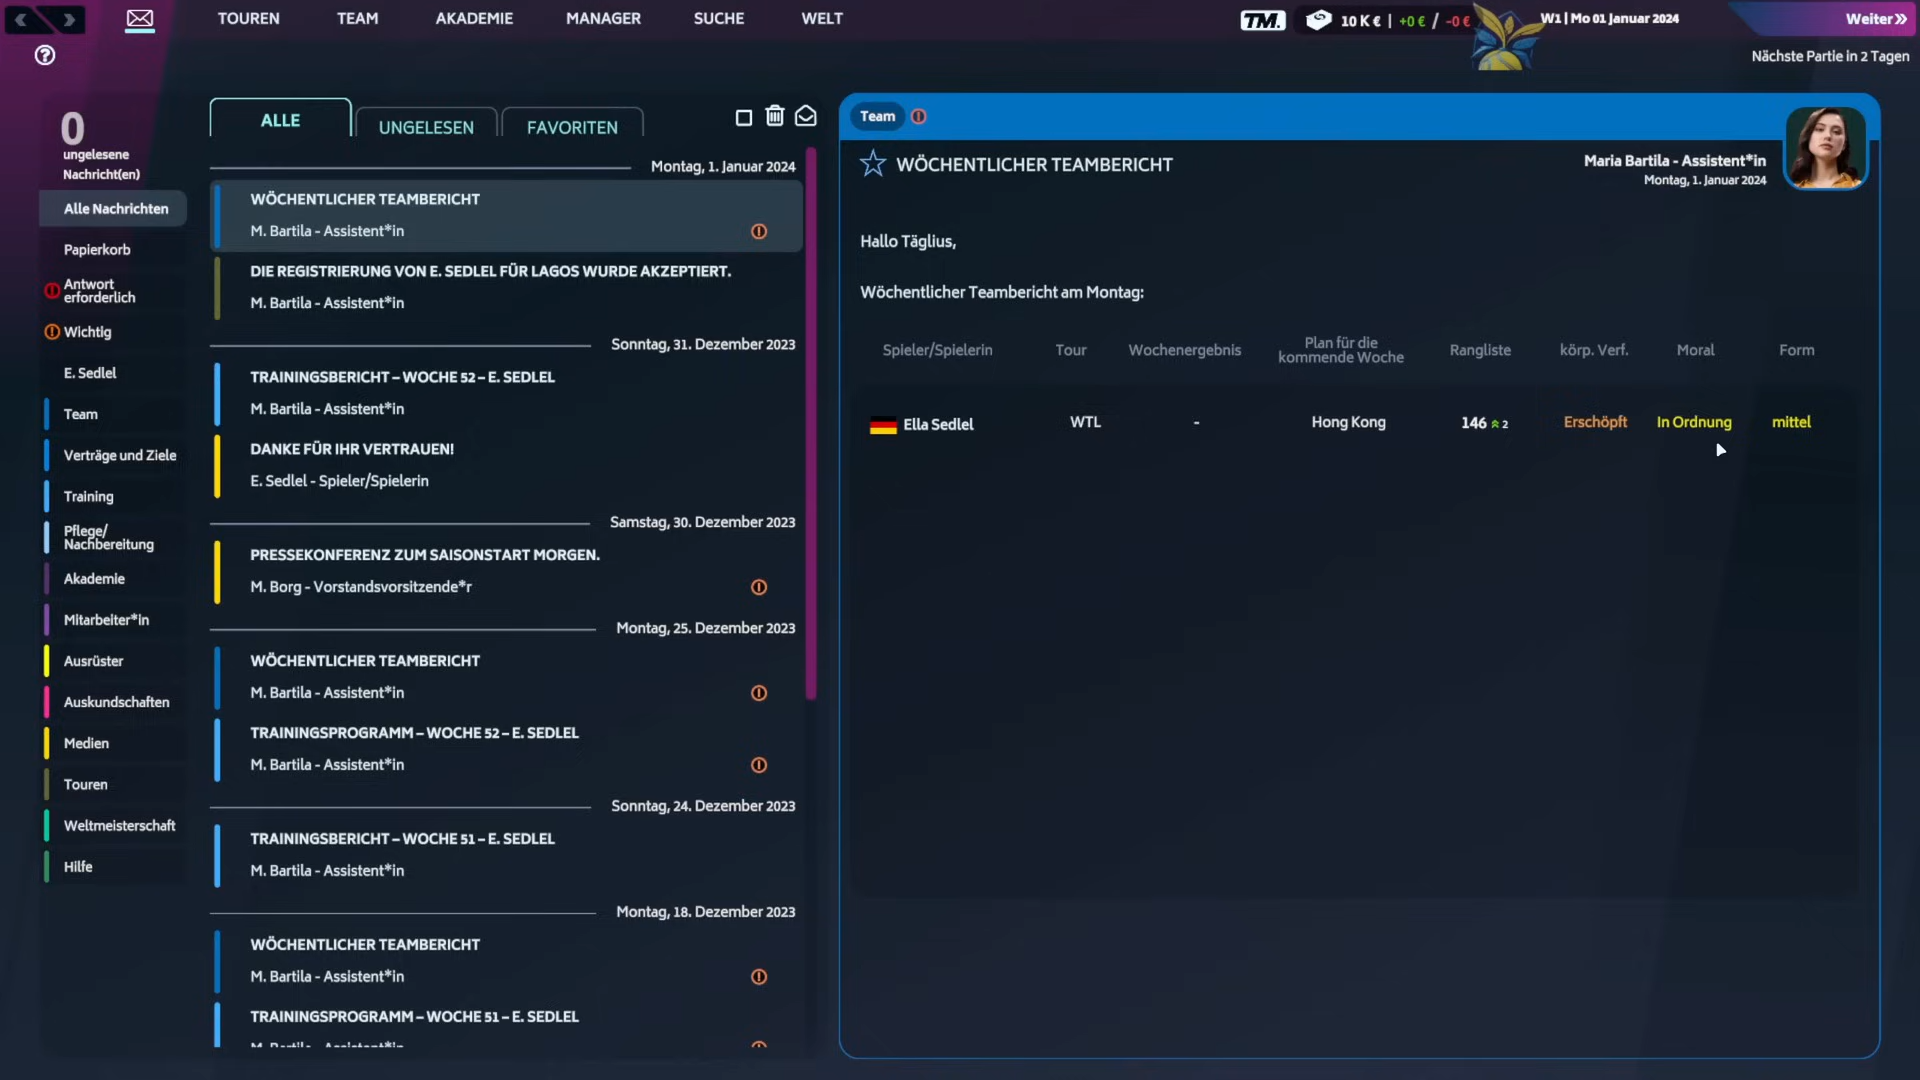 TOUREN TEAM AKADEMIE MANAGER SUCHE WELT
TM. 10 K € | +0 € / -0 € W1 | Mo 01 Januar 2024 Weiter
Nächste Partie in 2 Tagen
0
ungelesene
Nachricht(en)
Alle Nachrichten
Papierkorb
Antwort
erforderlich
Wichtig
E. Sedlel
Team
Verträge und Ziele
Training
Pflege/
Nachbereitung
Akademie
Mitarbeiter*in
Ausrüster
Auskundschaften
Medien
Touren
Weltmeisterschaft
Hilfe
ALLE UNGELESEN FAVORITEN
Montag, 1. Januar 2024
WÖCHENTLICHER TEAMBERICHT
M. Bartila - Assistent*in
DIE REGISTRIERUNG VON E. SEDLEL FÜR LAGOS WURDE AKZEPTIERT.
M. Bartila - Assistent*in
Sonntag, 31. Dezember 2023
TRAININGSBERICHT – WOCHE 52 – E. SEDLEL
M. Bartila - Assistent*in
DANKE FÜR IHR VERTRAUEN!
E. Sedlel - Spieler/Spielerin
Samstag, 30. Dezember 2023
PRESSEKONFERENZ ZUM SAISONSTART MORGEN.
M. Borg - Vorstandsvorsitzende*r
Montag, 25. Dezember 2023
WÖCHENTLICHER TEAMBERICHT
M. Bartila - Assistent*in
TRAININGSPROGRAMM – WOCHE 52 – E. SEDLEL
M. Bartila - Assistent*in
Sonntag, 24. Dezember 2023
TRAININGSBERICHT – WOCHE 51 – E. SEDLEL
M. Bartila - Assistent*in
Montag, 18. Dezember 2023
WÖCHENTLICHER TEAMBERICHT
M. Bartila - Assistent*in
TRAININGSPROGRAMM – WOCHE 51 – E. SEDLEL
M. Bartila - Assistent*in
Team
WÖCHENTLICHER TEAMBERICHT
Maria Bartila - Assistent*in
Montag, 1. Januar 2024
Hallo Täglius,
Wöchentlicher Teambericht am Montag:
Spieler/Spielerin Tour Wochenergebnis Plan für die
kommende Woche Rangliste körp. Verf. Moral Form
Ella Sedlel WTL - Hong Kong 146 2 Erschöpft In Ordnung mittel